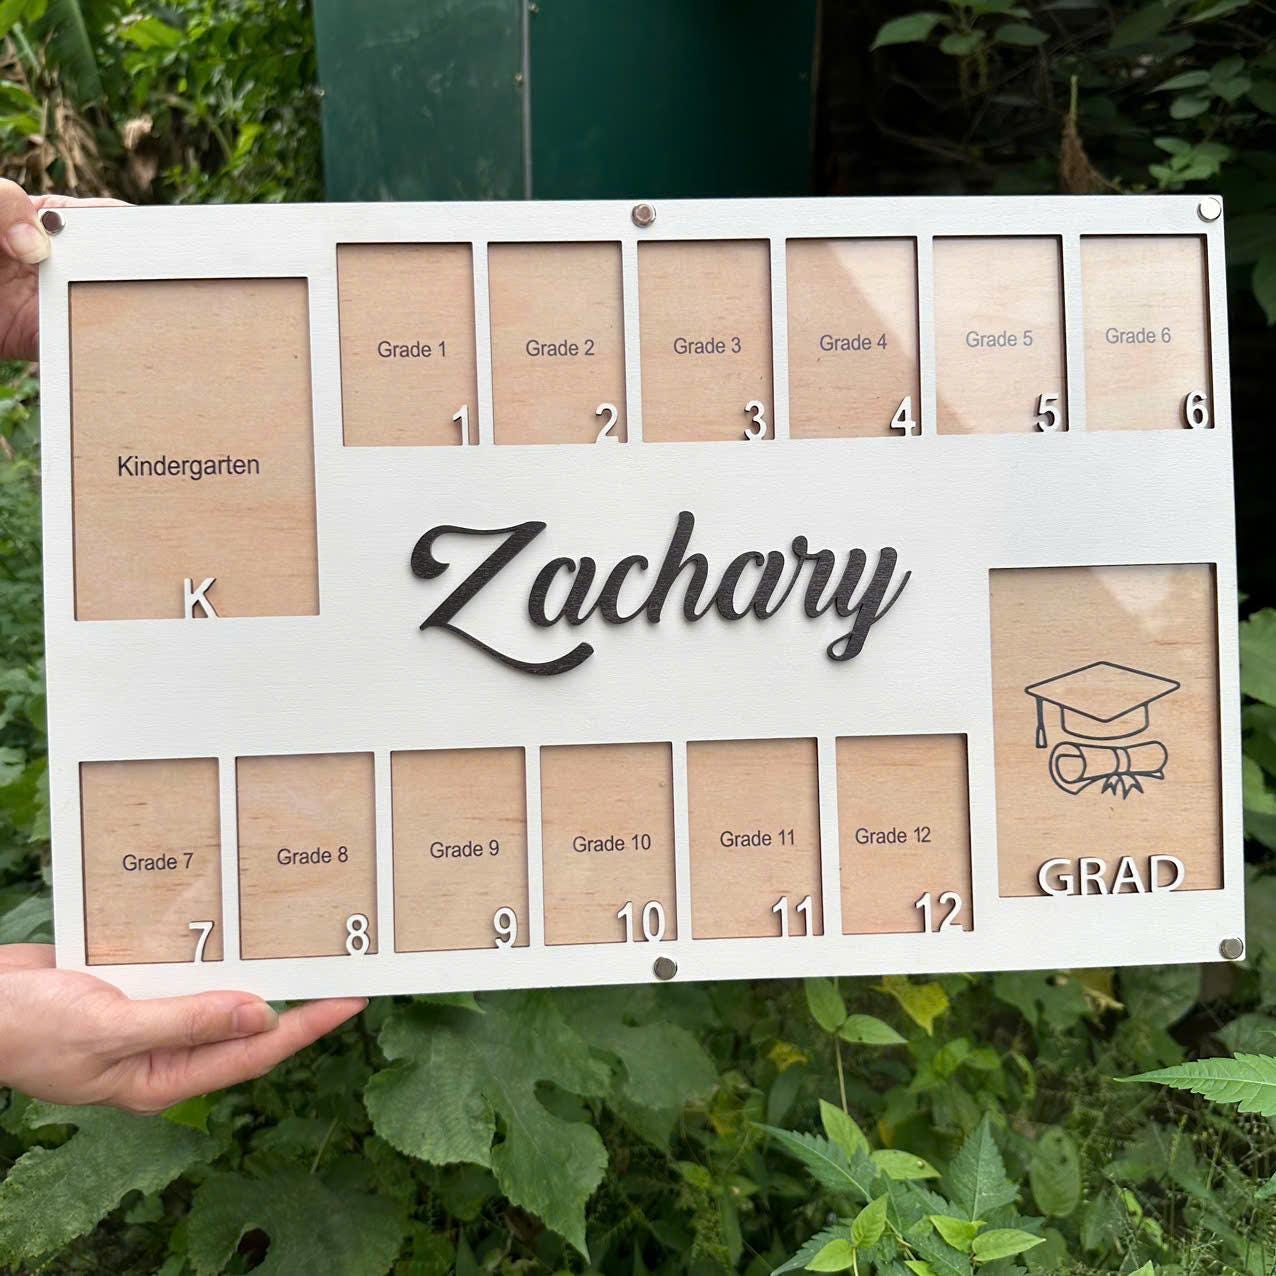 Grade 1
1
Grade 2
2
Grade 3
3
Grade 4
4
Grade 5
5
Grade 6
6
Kindergarten
K
Zachary
Grade 7
7
Grade 8
8
Grade 9
9
Grade 10
10
Grade 11
11
Grade 12
12
GRAD